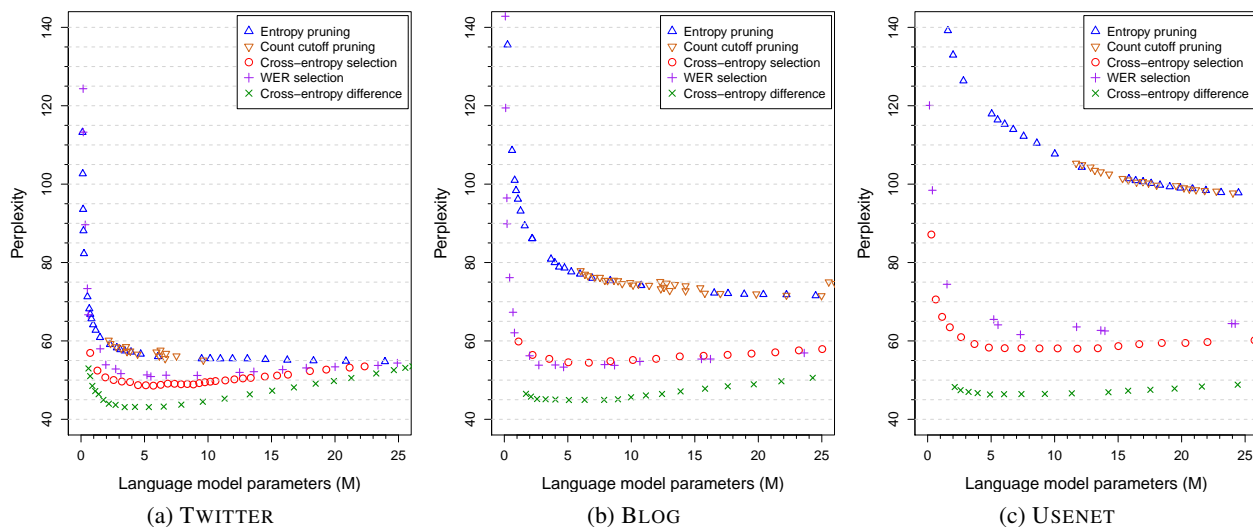 140
120
100
80
60
40
Perplexity
Entropy pruning
Count cutoff pruning
Cross−entropy selection
WER selection
Cross−entropy difference
0 5 10 15 20 25
Language model parameters (M)
(a) TWITTER
140
120
100
80
60
40
Perplexity
Entropy pruning
Count cutoff pruning
Cross−entropy selection
WER selection
Cross−entropy difference
0 5 10 15 20 25
Language model parameters (M)
(b) BLOG
140
120
100
80
60
40
Perplexity
Entropy pruning
Count cutoff pruning
Cross−entropy selection
WER selection
Cross−entropy difference
0 5 10 15 20 25
Language model parameters (M)
(c) USENET